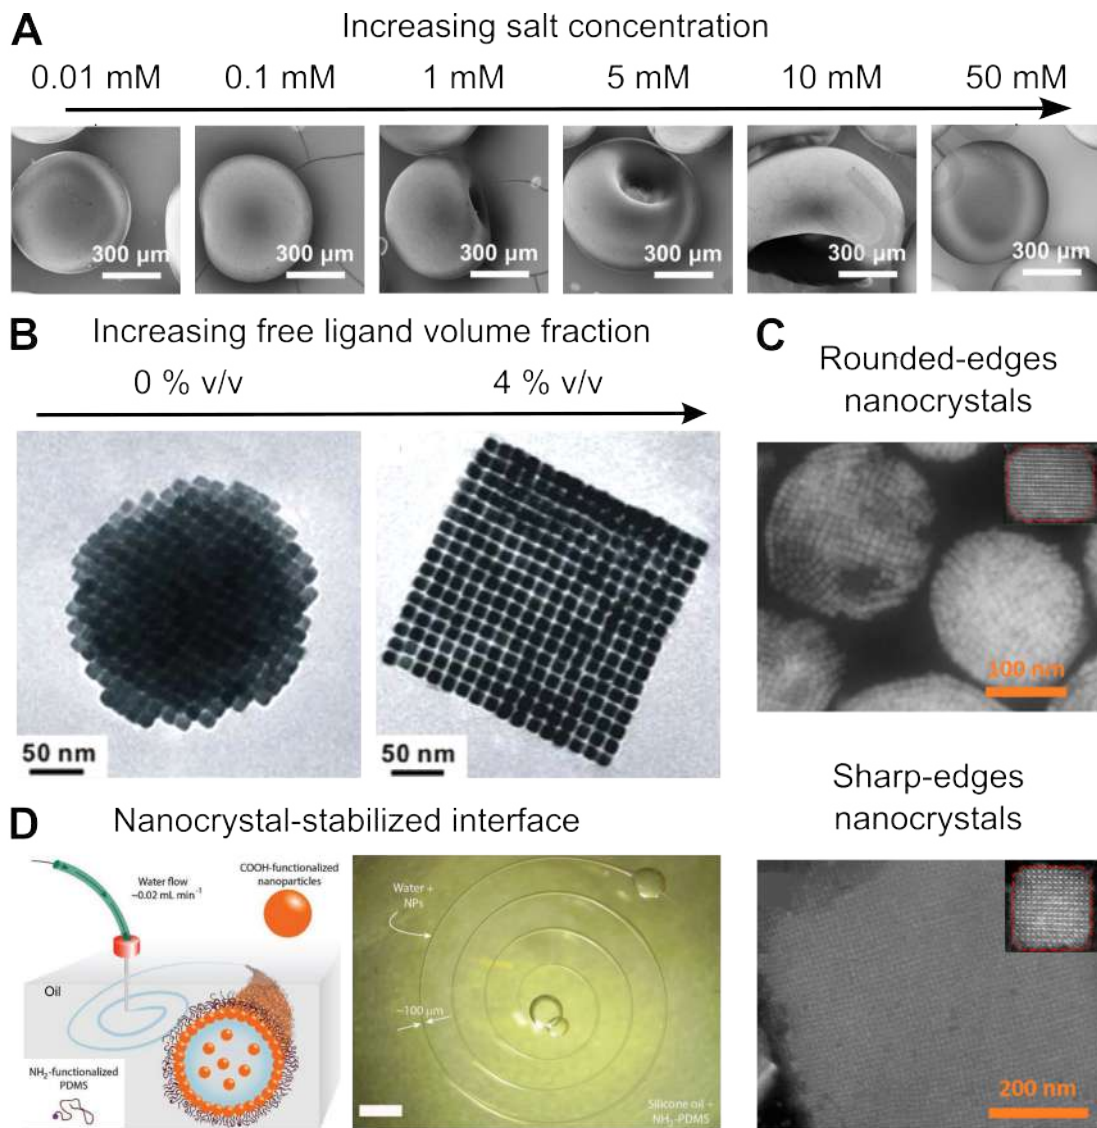 A
Increasing salt concentration
0.01 mM
0.1 mM
1 mM
5 mM
10 mM
50 mM
300 µm
300 µm
300 µm
300 µm
300 µm
300 µm
B
Increasing free ligand volume fraction
0 % v/v
4 % v/v
50 nm
50 nm
C
Rounded-edges
nanocrystals
100 nm
Sharp-edges
nanocrystals
200 nm
D
Nanocrystal-stabilized interface
Water flow
~0.02 mL min⁻¹
COOH-functionalized
nanoparticles
Oil
NH₂-functionalized
PDMS
Water +
NPs
~100 µm
Silicone oil +
NH₂-PDMS